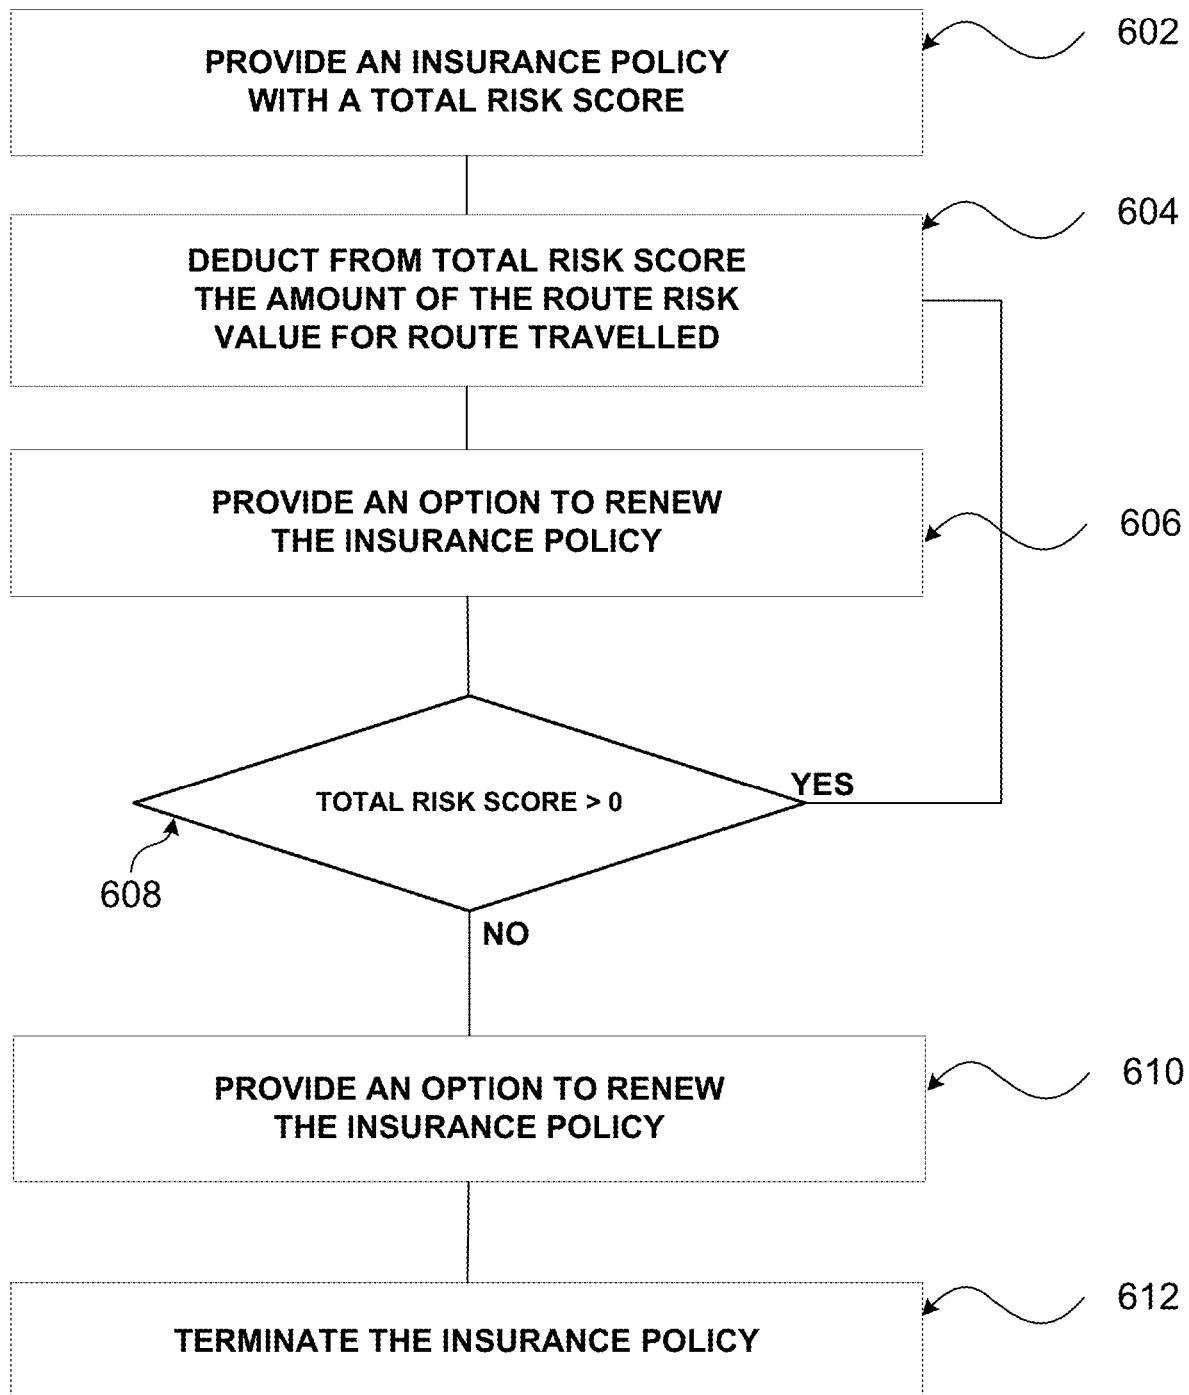 602
PROVIDE AN INSURANCE POLICY
WITH A TOTAL RISK SCORE
604
DEDUCT FROM TOTAL RISK SCORE
THE AMOUNT OF THE ROUTE RISK
VALUE FOR ROUTE TRAVELLED
PROVIDE AN OPTION TO RENEW
THE INSURANCE POLICY
606
YES
TOTAL RISK SCORE > 0
608
NO
PROVIDE AN OPTION TO RENEW
THE INSURANCE POLICY
610
612
TERMINATE THE INSURANCE POLICY